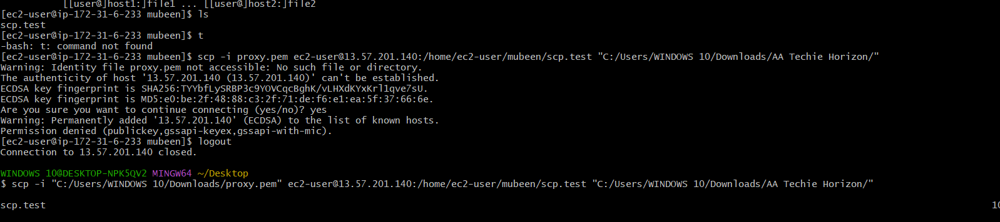 [[user@]host1:]file1 ... [[user@]host2:]file2
[ec2-user@ip-172-31-6-233 mubeen]$ ls
scp.test
[ec2-user@ip-172-31-6-233 mubeen]$ t
-bash: t: command not found
[ec2-user@ip-172-31-6-233 mubeen]$ scp -i proxy.pem ec2-user@13.57.201.140:/home/ec2-user/mubeen/scp.test "C:/Users/WINDOWS 10/Downloads/AA Techie Horizon/"
Warning: Identity file proxy.pem not accessible: No such file or directory.
The authenticity of host '13.57.201.140 (13.57.201.140)' can't be established.
ECDSA key fingerprint is SHA256:TYYbfLySRBP3c9YOVCqcBghK/vLHXdKYxKrl1qve7sU.
ECDSA key fingerprint is MD5:e0:be:2f:48:88:c3:2f:71:de:f6:e1:ea:5f:37:66:6e.
Are you sure you want to continue connecting (yes/no)? yes
Warning: Permanently added '13.57.201.140' (ECDSA) to the list of known hosts.
Permission denied (publickey,gssapi-keyex,gssapi-with-mic).
[ec2-user@ip-172-31-6-233 mubeen]$ logout
Connection to 13.57.201.140 closed.
WINDOWS 10@DESKTOP-NPK5QV2 MINGW64 ~/Desktop
$ scp -i "C:/Users/WINDOWS 10/Downloads/proxy.pem" ec2-user@13.57.201.140:/home/ec2-user/mubeen/scp.test "C:/Users/WINDOWS 10/Downloads/AA Techie Horizon/"
scp.test 10